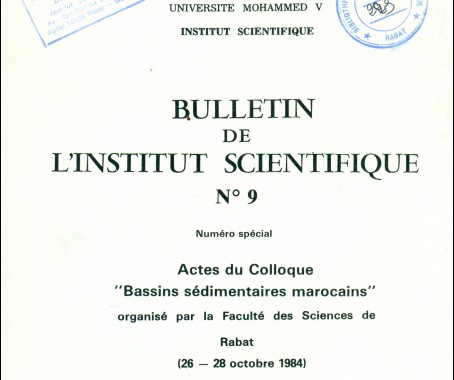 UNIVERSITE MOHAMMED V
INSTITUT SCIENTIFIQUE
RABAT
BULLETIN
DE
L'INSTITUT SCIENTIFIQUE
N° 9
Numéro spécial
Actes du Colloque
"Bassins sédimentaires marocains"
organisé par la Faculté des Sciences de
Rabat
(26 — 28 octobre 1984)